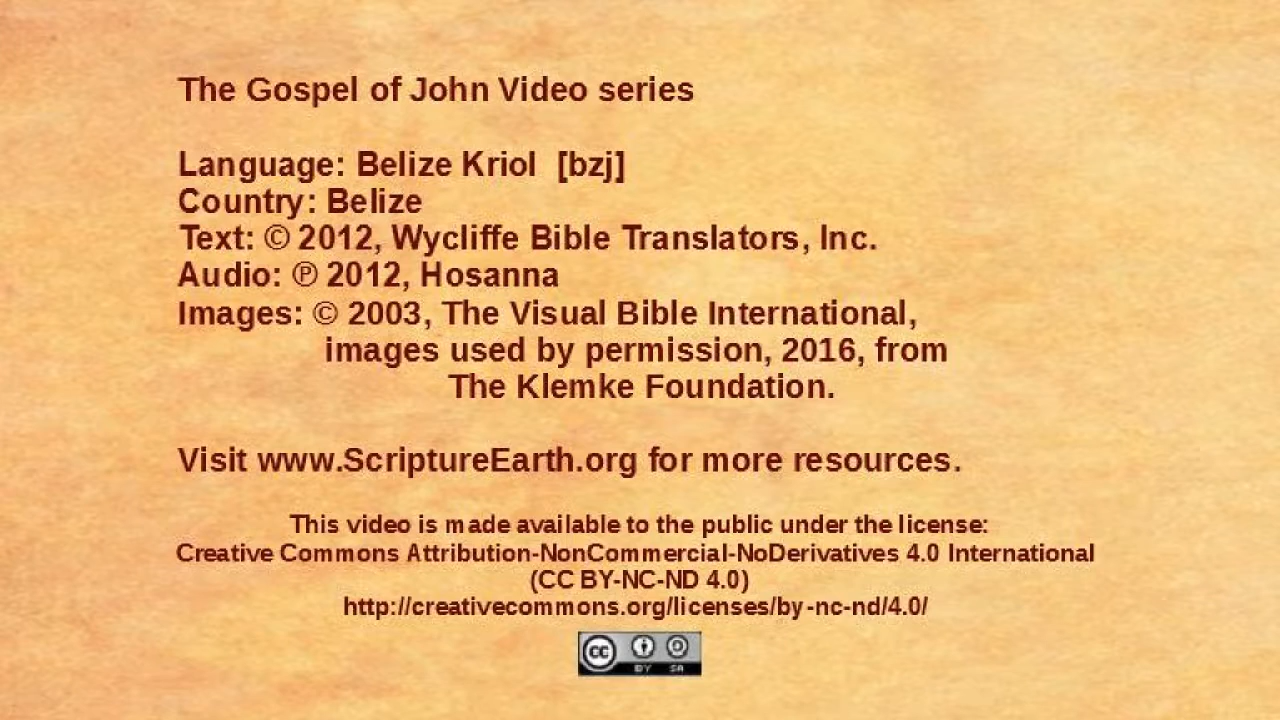 The Gospel of John Video series
Language: Belize Kriol [bzj]
Country: Belize
Text: © 2012, Wycliffe Bible Translators, Inc.
Audio: ℗ 2012, Hosanna
Images: © 2003, The Visual Bible International,
images used by permission, 2016, from
The Klemke Foundation.
Visit www.ScriptureEarth.org for more resources.
This video is made available to the public under the license:
Creative Commons Attribution-NonCommercial-NoDerivatives 4.0 International
(CC BY-NC-ND 4.0)
http://creativecommons.org/licenses/by-nc-nd/4.0/
cc BY SA